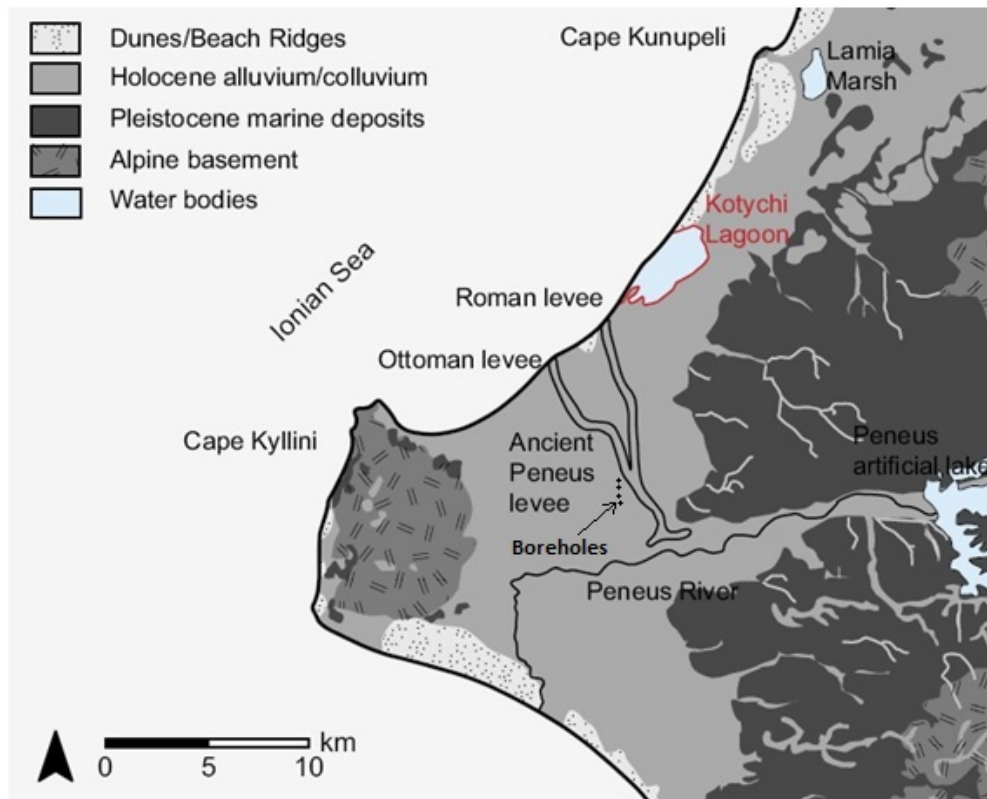 Dunes/Beach Ridges
Holocene alluvium/colluvium
Pleistocene marine deposits
Alpine basement
Water bodies
Cape Kunupeli
Lamia
Marsh
Kotychi
Lagoon
Ionian Sea
Roman levee
Ottoman levee
Cape Kyllini
Ancient
Peneus
levee
Peneus
artificial lake
Boreholes
Peneus River
km
0 5 10